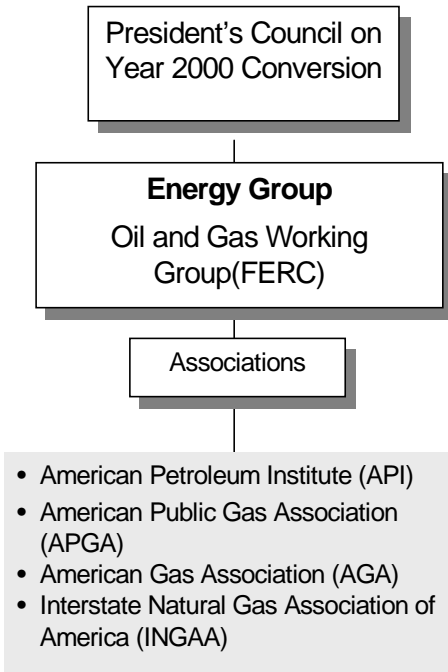 President’s Council on
Year 2000 Conversion
Energy Group
Oil and Gas Working
Group(FERC)
Associations
• American Petroleum Institute (API)
• American Public Gas Association
(APGA)
• American Gas Association (AGA)
• Interstate Natural Gas Association of
America (INGAA)